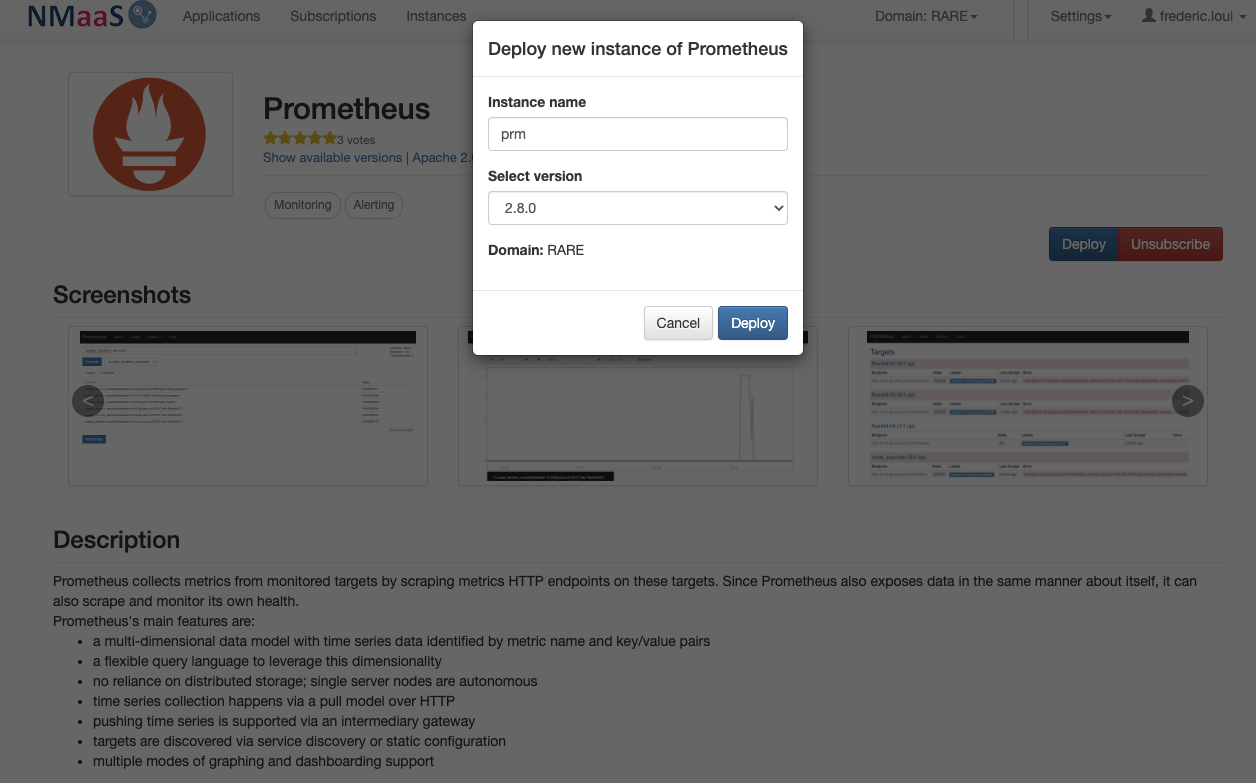 NMaaS
Applications Subscriptions Instances Domain: RARE Settings frederic.loui
Deploy new instance of Prometheus
Instance name
prm
Select version
2.8.0
Domain: RARE
Cancel Deploy
Prometheus
3 votes
Show available versions | Apache 2.
Monitoring Alerting
Deploy Unsubscribe
Screenshots
Prometheus
Targets
< >
Description
Prometheus collects metrics from monitored targets by scraping metrics HTTP endpoints on these targets. Since Prometheus also exposes data in the same manner about itself, it can
also scrape and monitor its own health.
Prometheus's main features are:
• a multi-dimensional data model with time series data identified by metric name and key/value pairs
• a flexible query language to leverage this dimensionality
• no reliance on distributed storage; single server nodes are autonomous
• time series collection happens via a pull model over HTTP
• pushing time series is supported via an intermediary gateway
• targets are discovered via service discovery or static configuration
• multiple modes of graphing and dashboarding support